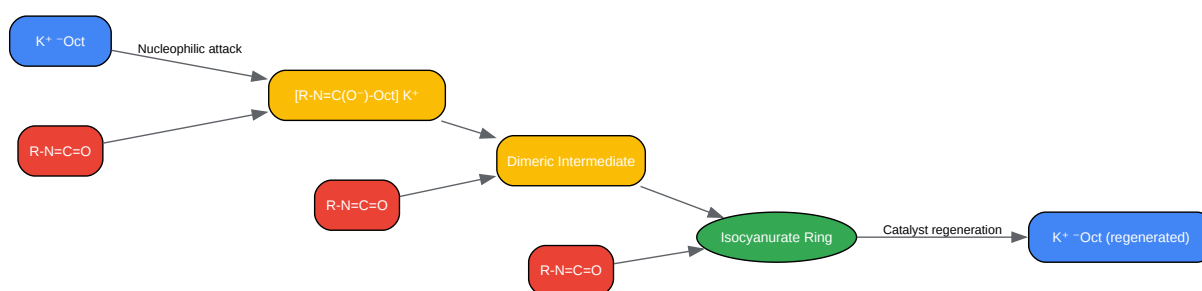 K⁺ ⁻Oct
Nucleophilic attack
[R-N=C(O⁻)-Oct] K⁺
R-N=C=O
Dimeric Intermediate
R-N=C=O
Isocyanurate Ring
Catalyst regeneration
K⁺ ⁻Oct (regenerated)
R-N=C=O